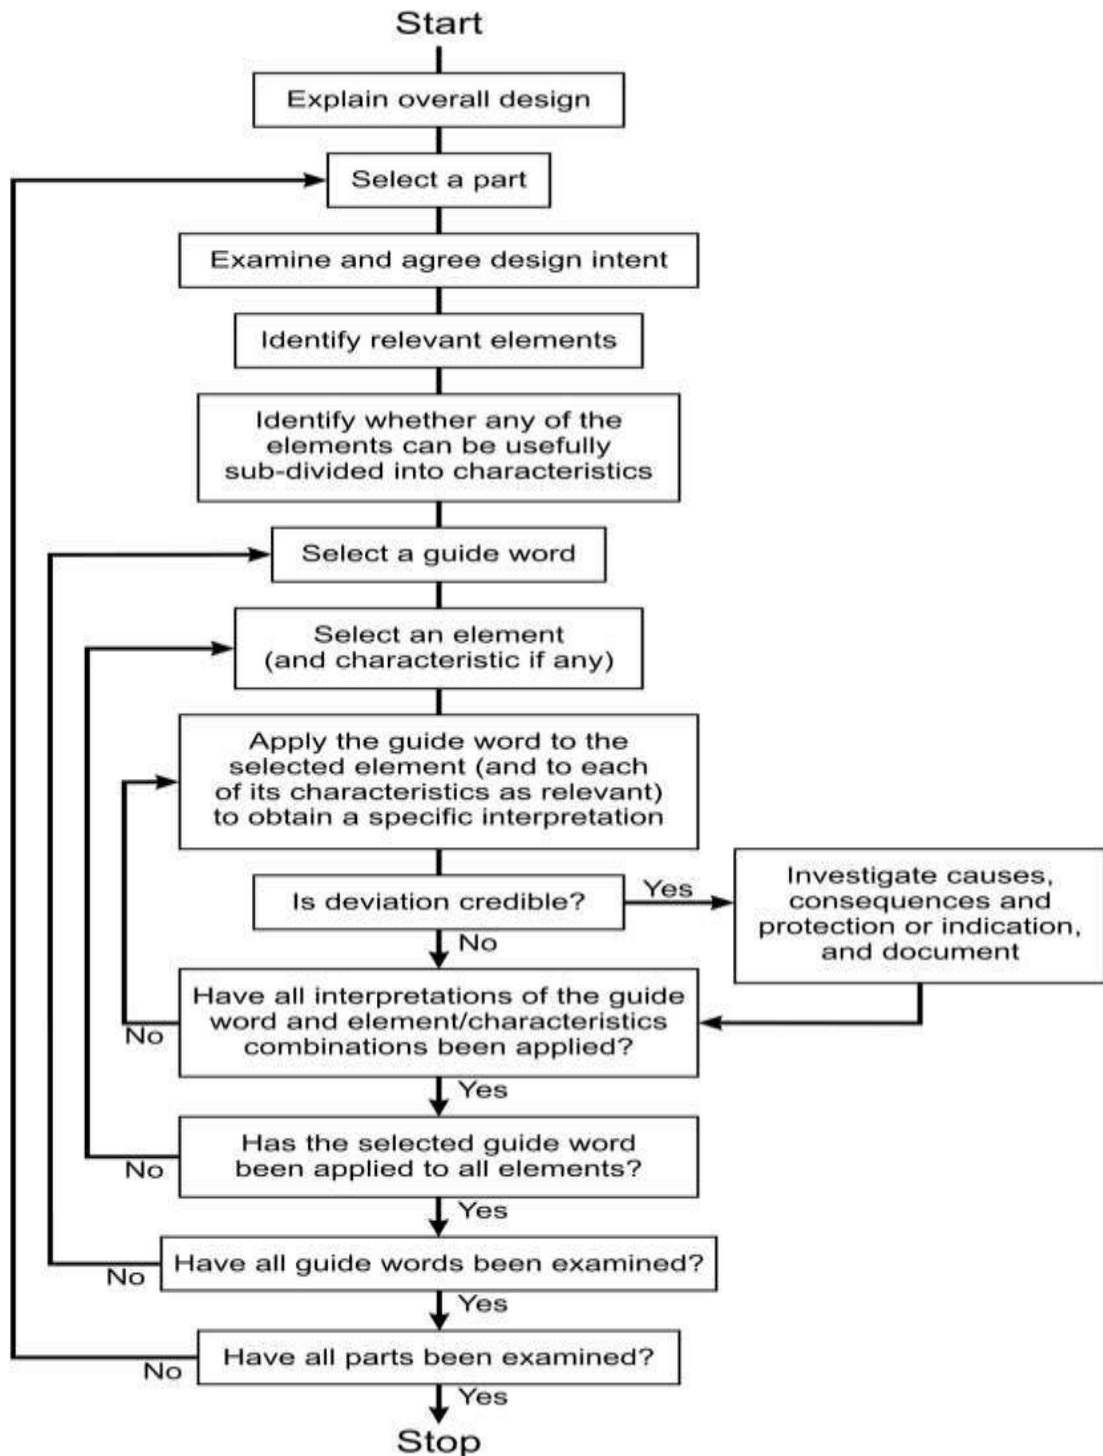 Start
Explain overall design
Select a part
Examine and agree design intent
Identify relevant elements
Identify whether any of the
elements can be usefully
sub-divided into characteristics
Select a guide word
Select an element
(and characteristic if any)
Apply the guide word to the
selected element (and to each
of its characteristics as relevant)
to obtain a specific interpretation
Is deviation credible?
Yes
Investigate causes,
consequences and
protection or indication,
and document
No
Have all interpretations of the guide
word and element/characteristics
combinations been applied?
No
Yes
Has the selected guide word
been applied to all elements?
No
Yes
Have all guide words been examined?
No
Yes
Have all parts been examined?
No
Yes
Stop